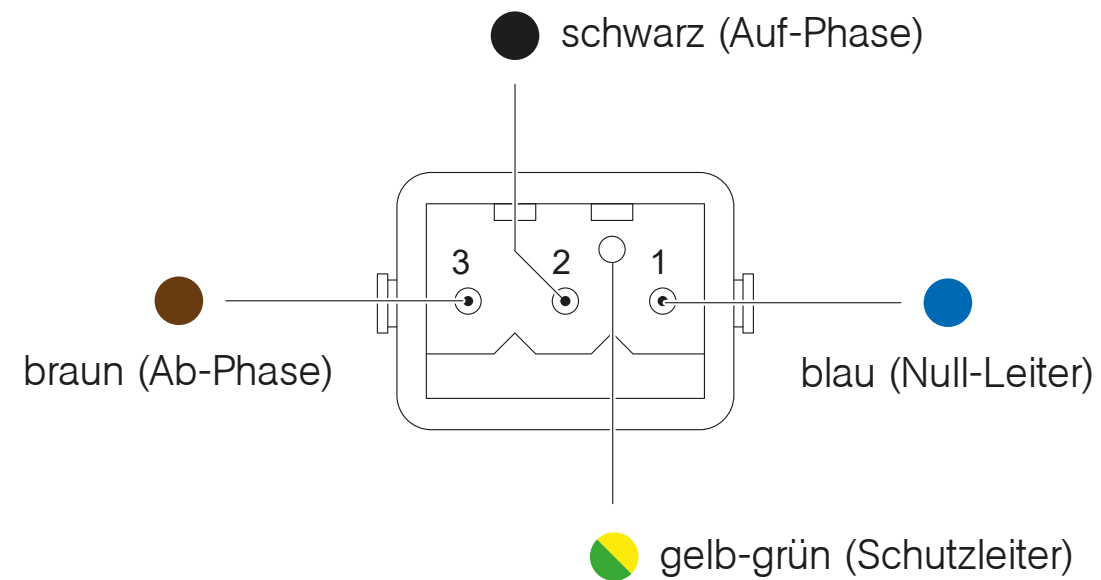 schwarz (Auf-Phase)
3 2 1
braun (Ab-Phase)
blau (Null-Leiter)
gelb-grün (Schutzleiter)